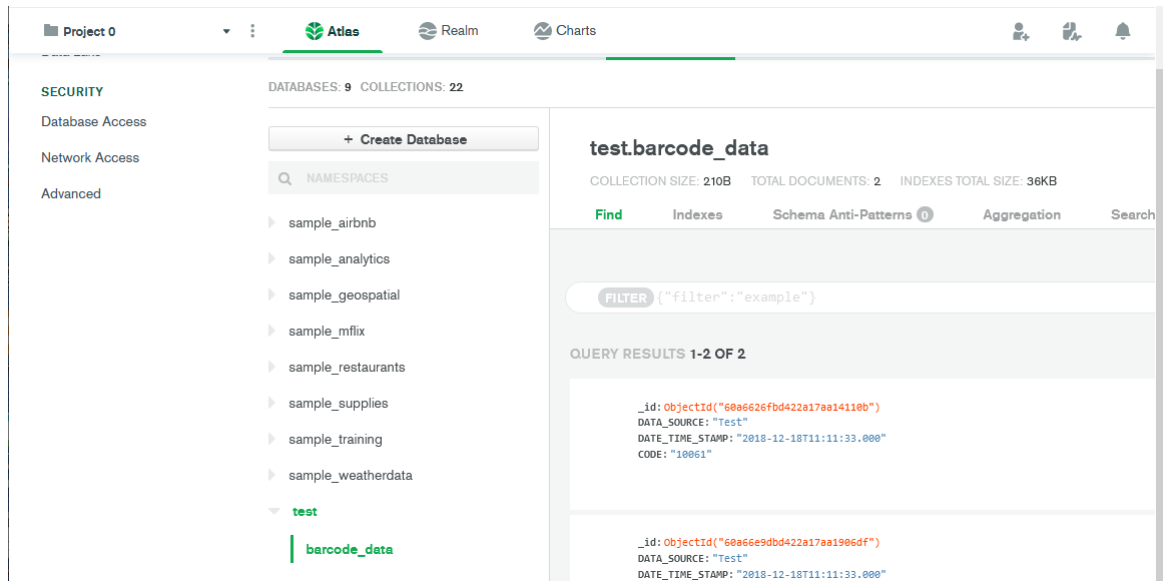 Project 0
Atlas
Realm
Charts
SECURITY
Database Access
Network Access
Advanced
DATABASES: 9 COLLECTIONS: 22
+ Create Database
NAMESPACES
sample_airbnb
sample_analytics
sample_geospatial
sample_mflix
sample_restaurants
sample_supplies
sample_training
sample_weatherdata
test
barcode_data
test.barcode_data
COLLECTION SIZE: 210B TOTAL DOCUMENTS: 2 INDEXES TOTAL SIZE: 36KB
Find Indexes Schema Anti-Patterns 0 Aggregation Search
FILTER {"filter":"example"}
QUERY RESULTS 1-2 OF 2
_id: ObjectId("60a6626fbd422a17aa14110b")
DATA_SOURCE: "Test"
DATE_TIME_STAMP: "2018-12-18T11:11:33.000"
CODE: "10061"
_id: ObjectId("60a66e9dbd422a17aa1906df")
DATA_SOURCE: "Test"
DATE_TIME_STAMP: "2018-12-18T11:11:33.000"